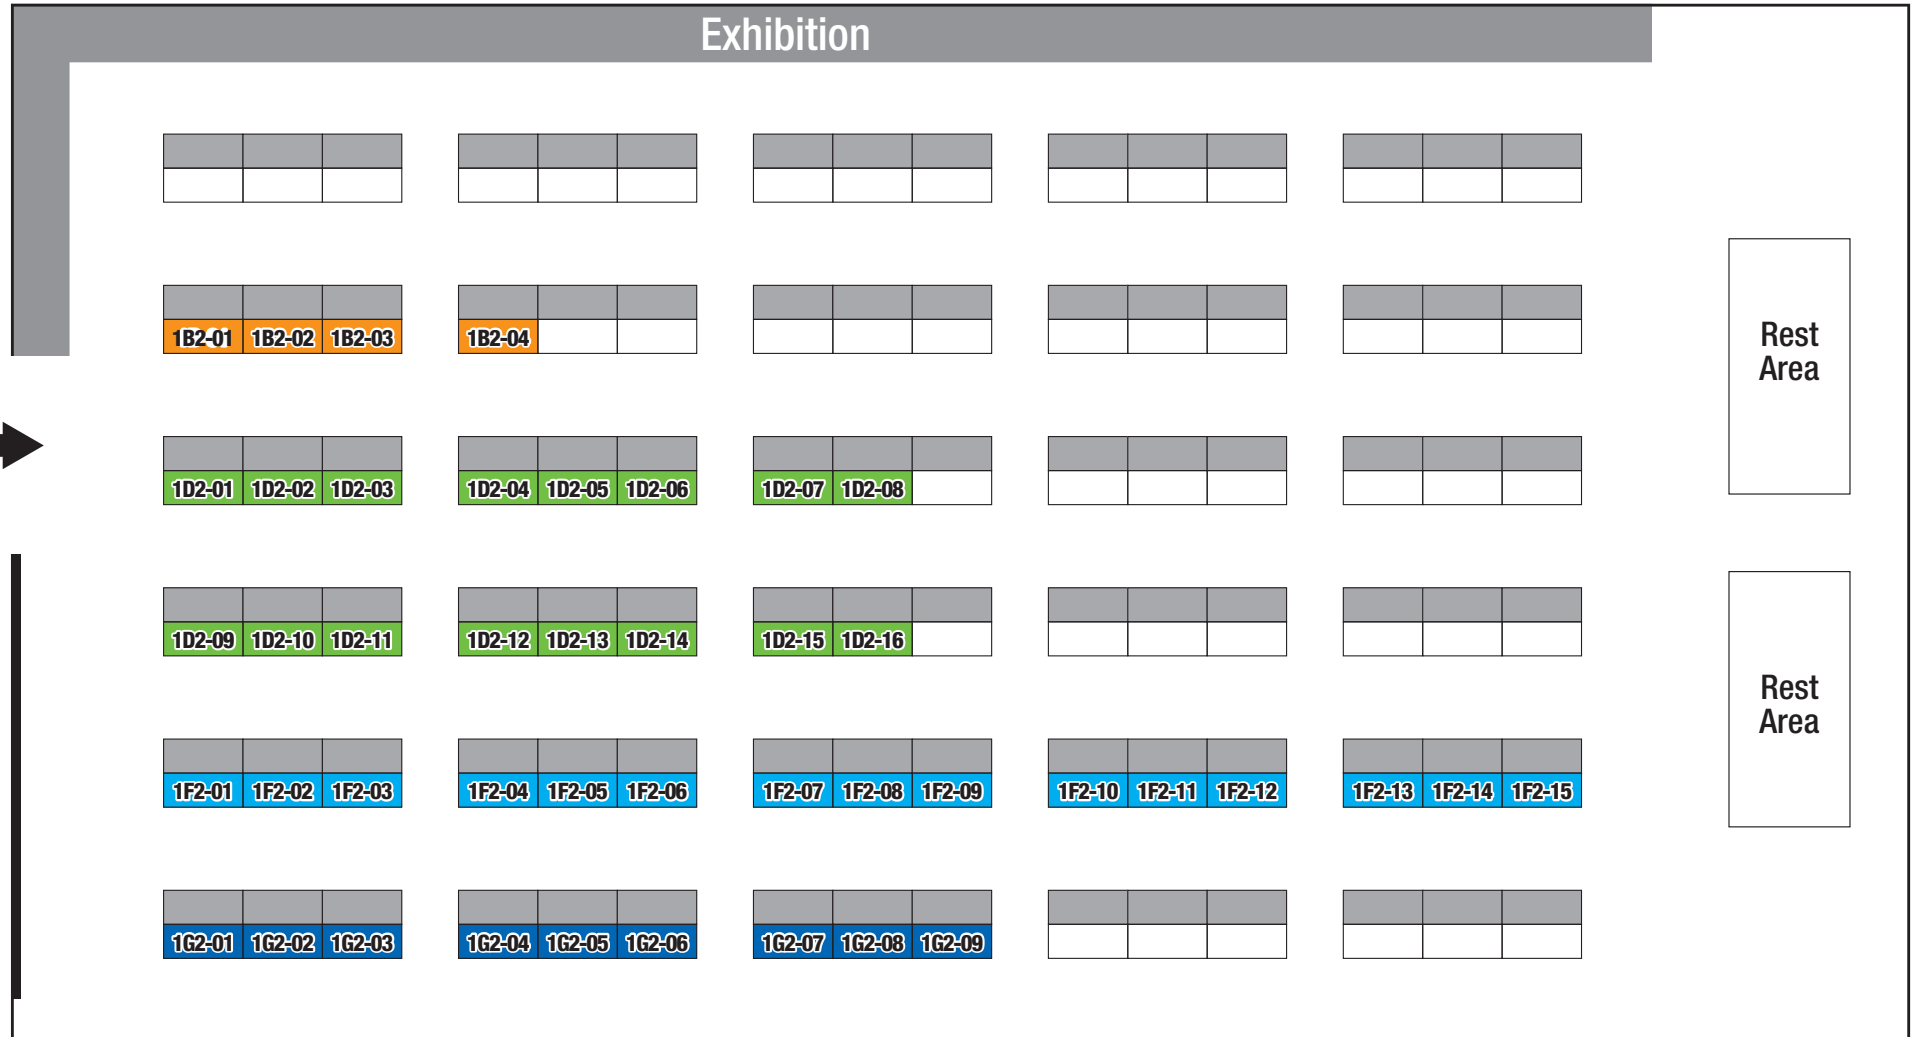 Exhibition
1B2-01 1B2-02 1B2-03 1B2-04
Rest
Area
1D2-01 1D2-02 1D2-03 1D2-04 1D2-05 1D2-06 1D2-07 1D2-08
1D2-09 1D2-10 1D2-11 1D2-12 1D2-13 1D2-14 1D2-15 1D2-16
Rest
Area
1F2-01 1F2-02 1F2-03 1F2-04 1F2-05 1F2-06 1F2-07 1F2-08 1F2-09 1F2-10 1F2-11 1F2-12 1F2-13 1F2-14 1F2-15
1G2-01 1G2-02 1G2-03 1G2-04 1G2-05 1G2-06 1G2-07 1G2-08 1G2-09